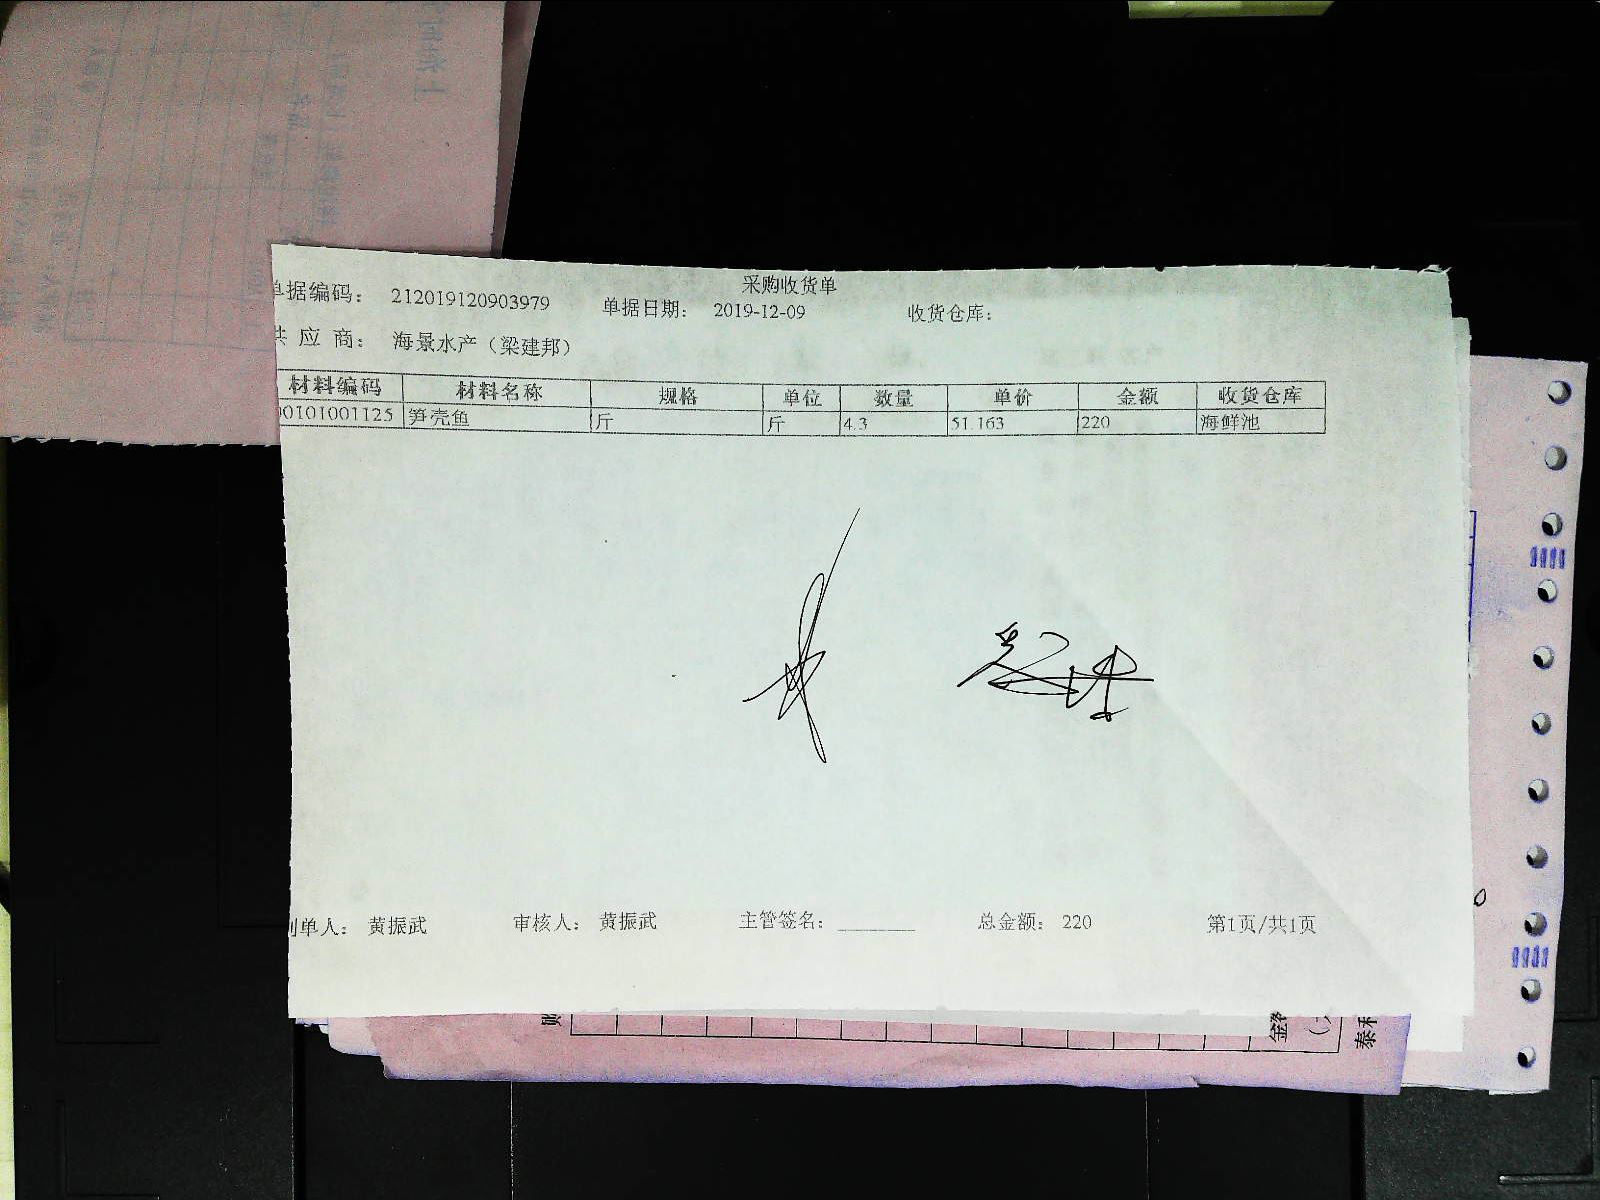 采购收货单
单据编码： 212019120903979 单据日期： 2019-12-09 收货仓库：
应 商： 海景水产（梁建邦）
材料编码 材料名称 规格 单位 数量 单价 金额 收货仓库
00101001125 笋壳鱼 斤 斤 4.3 51.163 220 海鲜池
单人： 黄振武 审核人： 黄振武 主管签名： ________ 总金额： 220 第1页/共1页